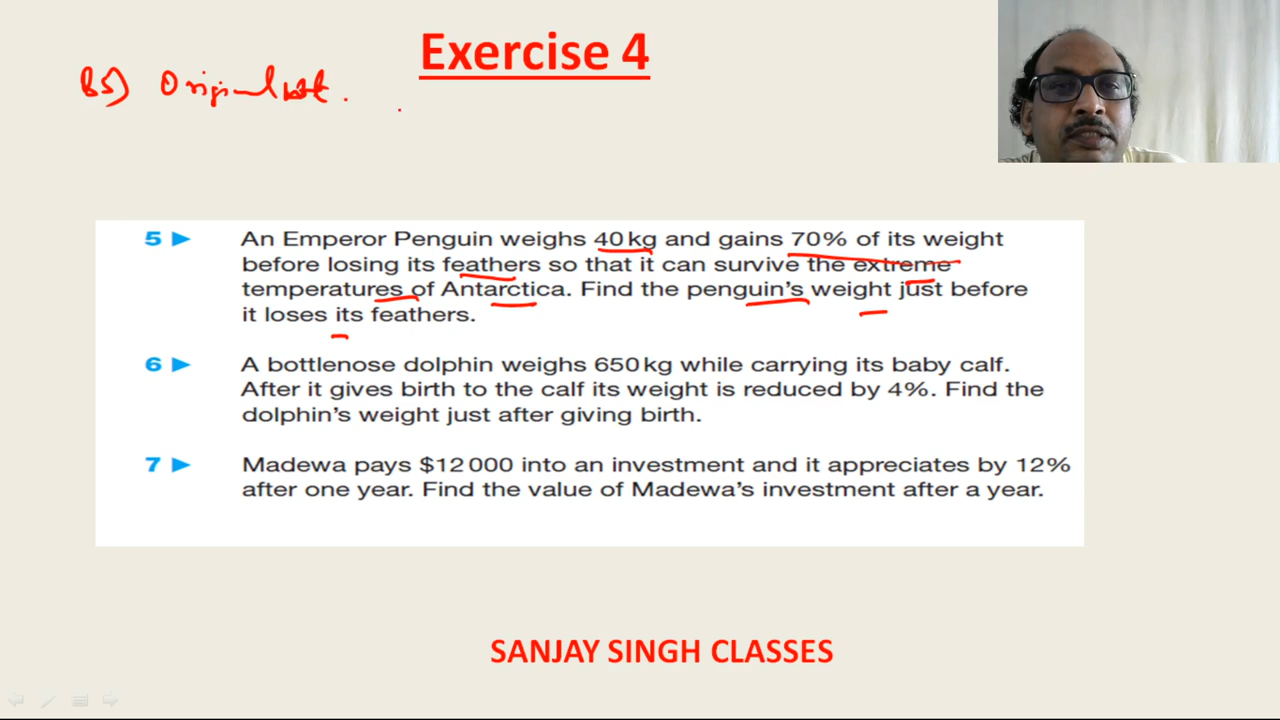 Exercise 4
85) Original wt.
5 ▶ An Emperor Penguin weighs 40 kg and gains 70% of its weight
before losing its feathers so that it can survive the extreme
temperatures of Antarctica. Find the penguin's weight just before
it loses its feathers.
6 ▶ A bottlenose dolphin weighs 650 kg while carrying its baby calf.
After it gives birth to the calf its weight is reduced by 4%. Find the
dolphin's weight just after giving birth.
7 ▶ Madewa pays $12 000 into an investment and it appreciates by 12%
after one year. Find the value of Madewa's investment after a year.
SANJAY SINGH CLASSES